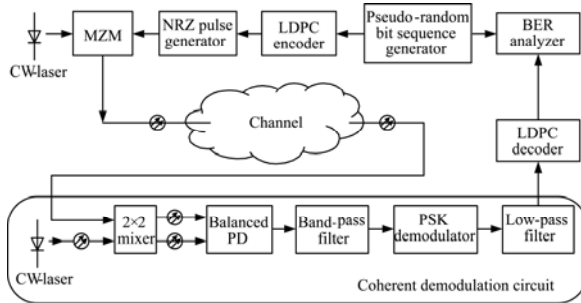 MZM
NRZ pulse
generator
LDPC
encoder
Pseudo-random
bit sequence
generator
BER
analyzer
CW-laser
Channel
LDPC
decoder
2×2
mixer
Balanced
PD
Band-pass
filter
PSK
demodulator
Low-pass
filter
CW-laser
Coherent demodulation circuit